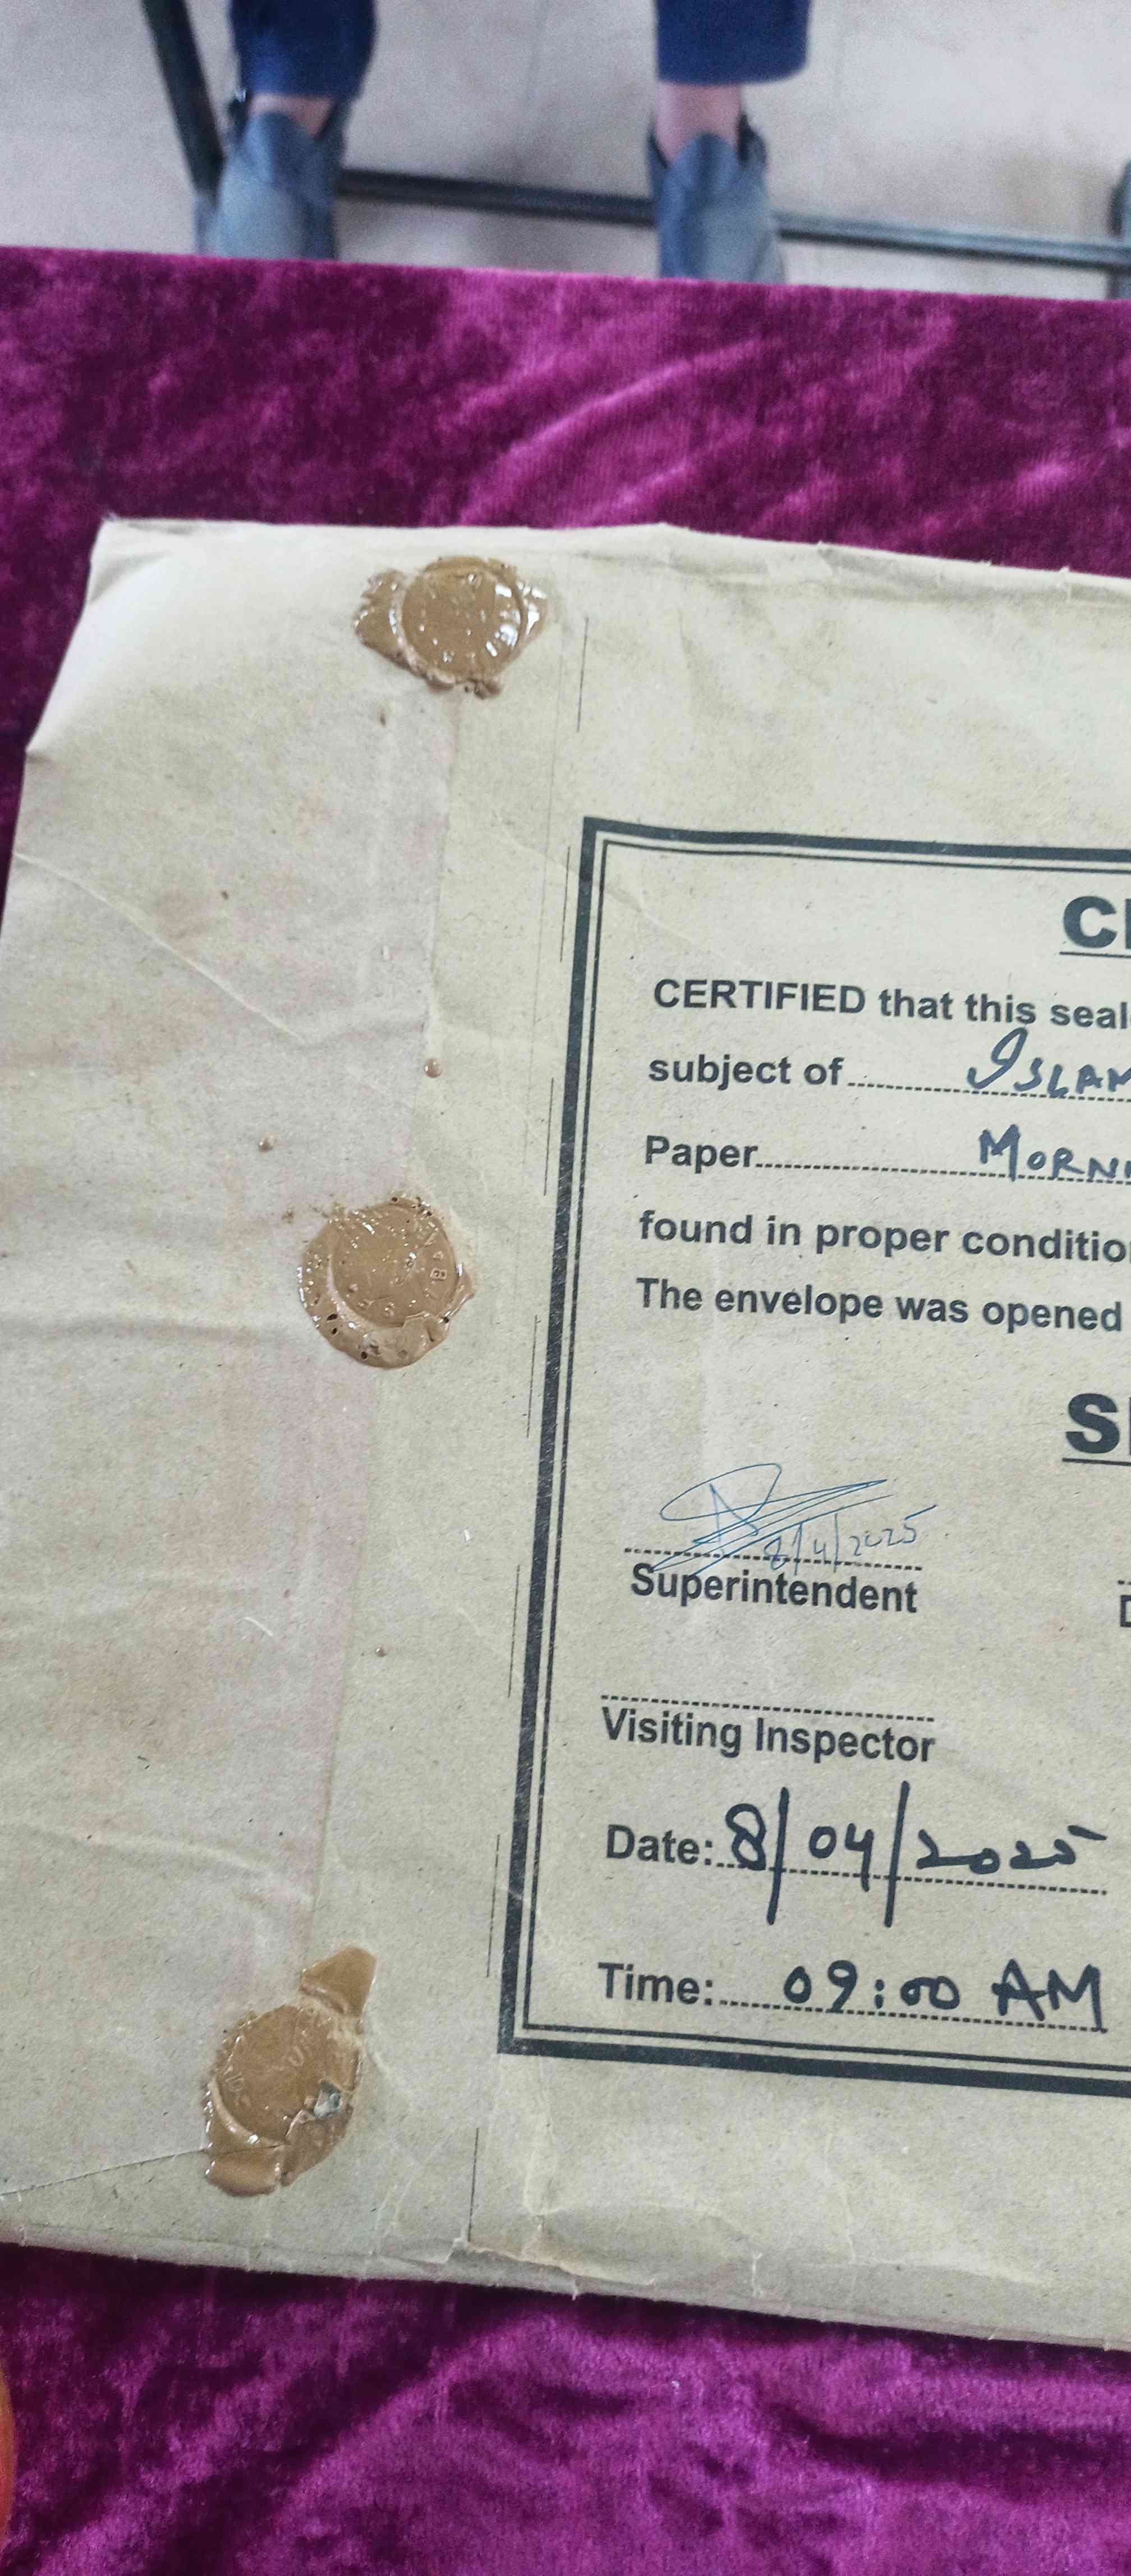 CERTIFIED that this
subject of
Paper
found in proper
The envelope was opened
8/4/2025
Superintendent
Visiting Inspector
Date: 8/04/2025
Time: 09:00 AM